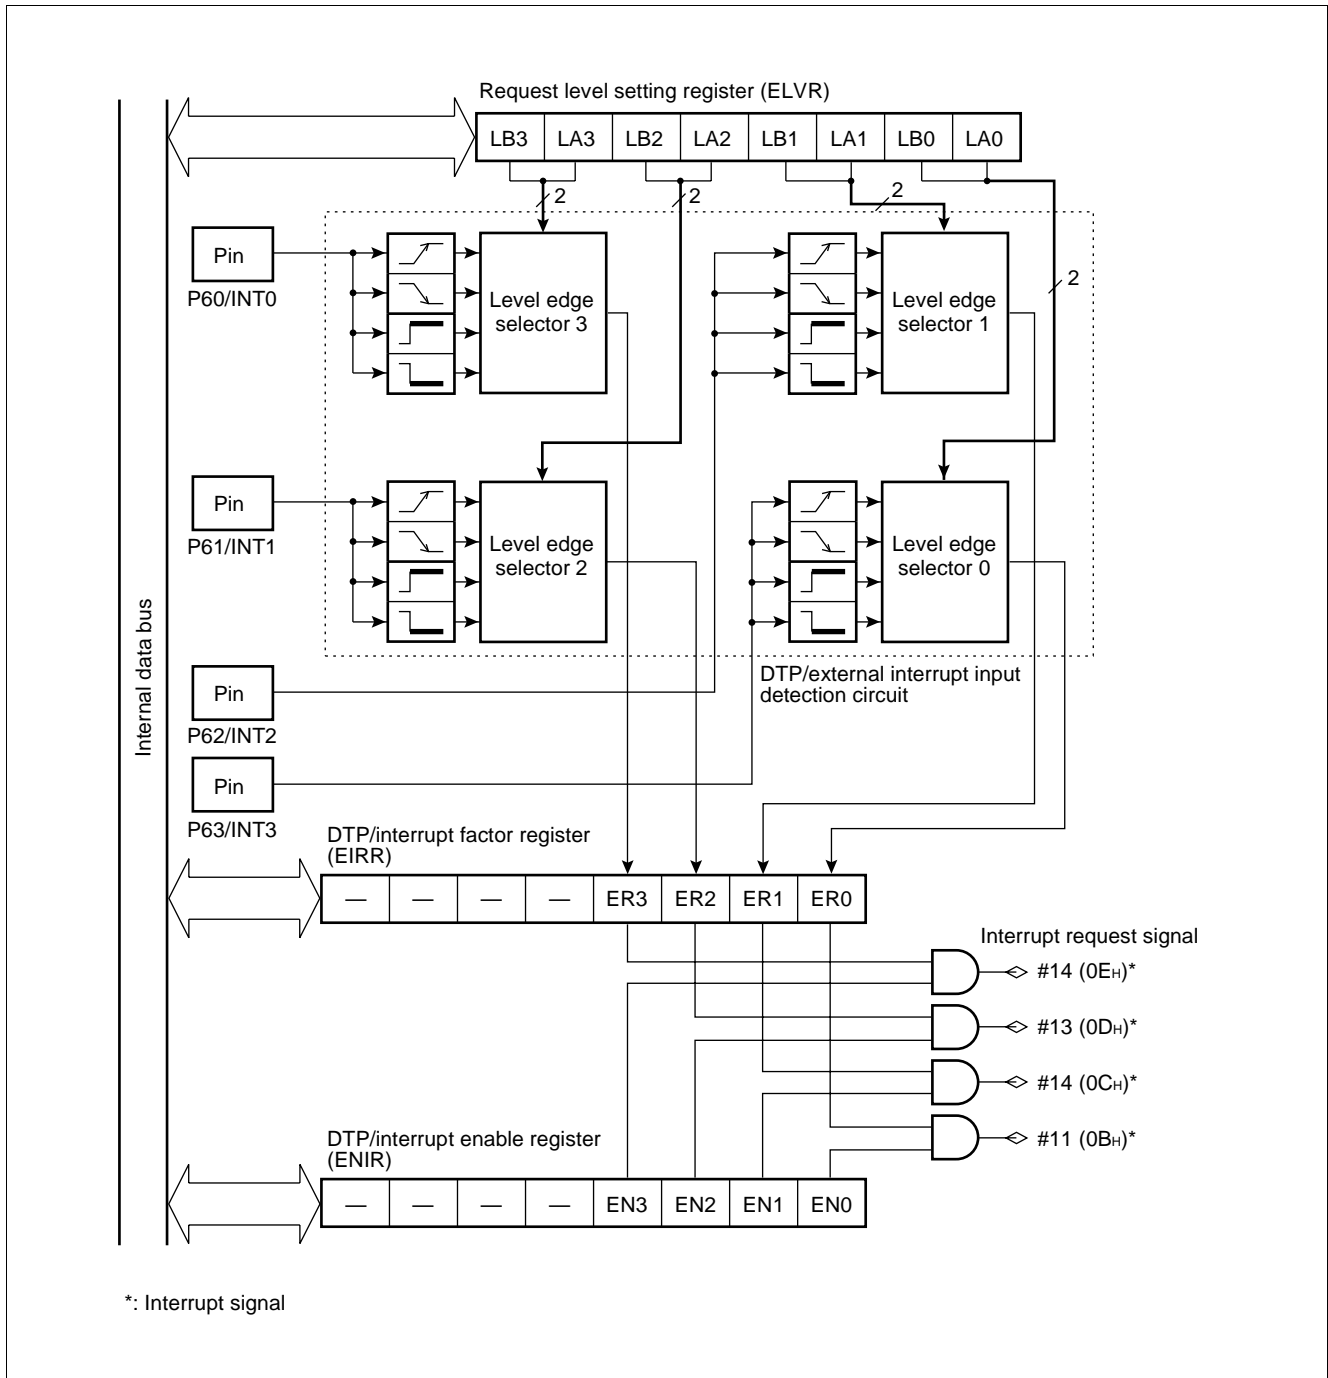 Request level setting register (ELVR)
LB3 LA3 LB2 LA2 LB1 LA1 LB0 LA0
2 2 2
Pin
P60/INT0
Level edge
selector 3
Level edge
selector 1
2
Pin
P61/INT1
Level edge
selector 2
Level edge
selector 0
DTP/external interrupt input
detection circuit
Internal data bus
Pin
P62/INT2
Pin
P63/INT3
DTP/interrupt factor register
(EIRR)
— — — — ER3 ER2 ER1 ER0
Interrupt request signal
#14 (0EH)*
#13 (0DH)*
#14 (0CH)*
#11 (0BH)*
DTP/interrupt enable register
(ENIR)
— — — — EN3 EN2 EN1 EN0
*: Interrupt signal